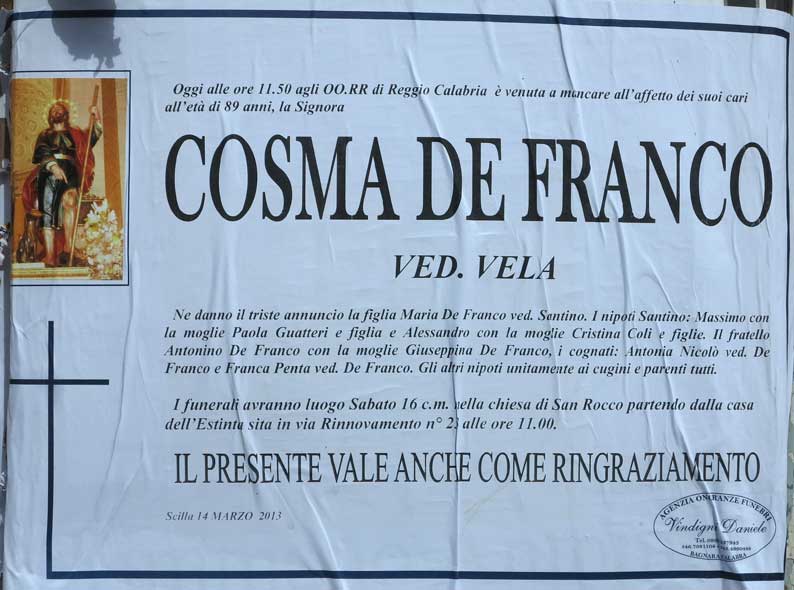 Oggi alle ore 11.50 agli OO.RR di Reggio Calabria è venuta a mancare all'affetto dei suoi cari
all'età di 89 anni, la Signora
COSMA DE FRANCO
VED. VELA
Ne danno il triste annuncio la figlia Maria De Franco ved. Santino. I nipoti Santino: Massimo con
la moglie Paola Guatteri e figlia e Alessandro con la moglie Cristina Coli e figlie. Il fratello
Antonino De Franco con la moglie Giuseppina De Franco, i cognati: Antonia Nicolò ved. De
Franco e Franca Penta ved. De Franco. Gli altri nipoti unitamente ai cugini e parenti tutti.
I funerali avranno luogo Sabato 16 c.m. nella chiesa di San Rocco partendo dalla casa
dell'Estinta sita in via Rinnovamento n° alle ore 11.00.
IL PRESENTE VALE ANCHE COME RINGRAZIAMENTO
Scilla 14 MARZO 2013
AGENZIA ONORANZE FUNEBRI
Vindigni Daniele
Tel.
BAGNARA CALABRA